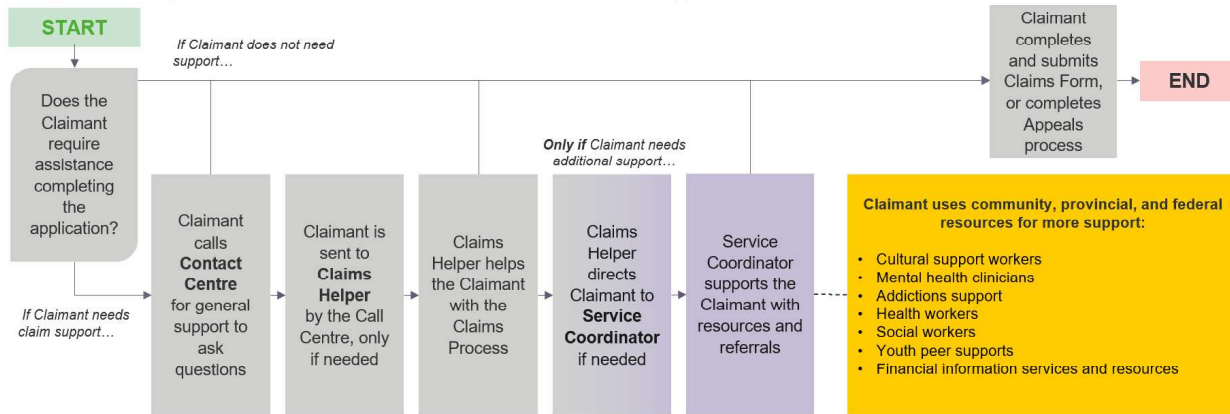 START
If Claimant does not need
support…
Does the
Claimant
require
assistance
completing
the
application?
If Claimant needs
claim support…
Claimant
calls
Contact
Centre
for general
support to
ask
questions
Claimant is
sent to
Claims
Helper
by the Call
Centre, only
if needed
Claims
Helper helps
the Claimant
with the
Claims
Process
Only if Claimant needs
additional support…
Claims
Helper
directs
Claimant to
Service
Coordinator
if needed
Service
Coordinator
supports the
Claimant with
resources and
referrals
Claimant
completes
and submits
Claims Form,
or completes
Appeals
process
END
Claimant uses community, provincial, and federal
resources for more support:
• Cultural support workers
• Mental health clinicians
• Addictions support
• Health workers
• Social workers
• Youth peer supports
• Financial information services and resources